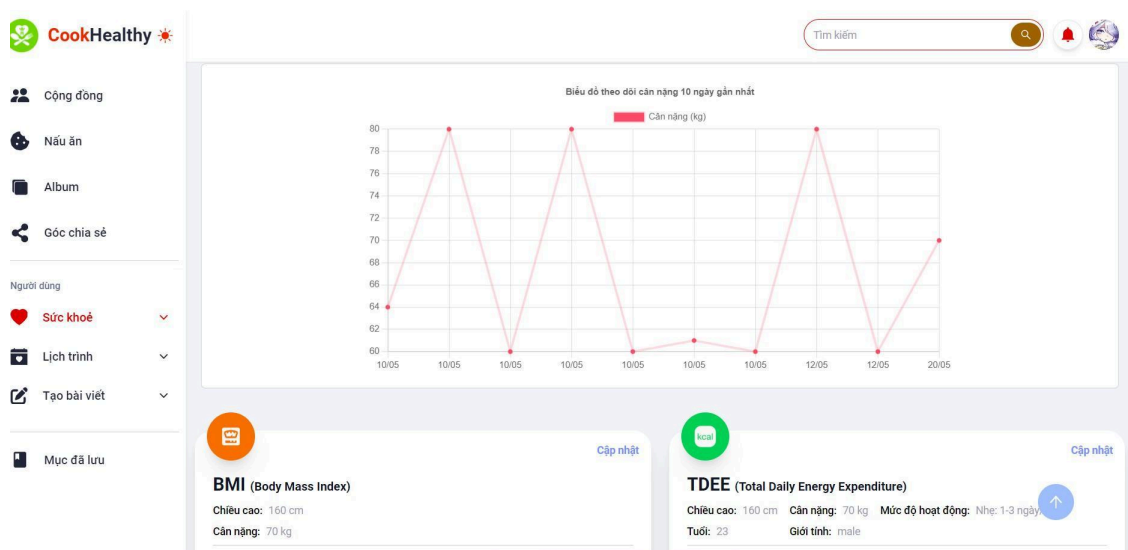 CookHealthy
Tìm kiếm
Cộng đồng
Nấu ăn
Album
Góc chia sẻ
Người dùng
Sức khoẻ
Lịch trình
Tạo bài viết
Mục đã lưu
Biểu đồ theo dõi cân nặng 10 ngày gần nhất
Cân nặng (kg)
80
78
76
74
72
70
68
66
64
62
60
10/05 10/05 10/05 10/05 10/05 10/05 10/05 12/05 12/05 20/05
Cập nhật
BMI (Body Mass Index)
Chiều cao: 160 cm
Cân nặng: 70 kg
kcal
Cập nhật
TDEE (Total Daily Energy Expenditure)
Chiều cao: 160 cm Cân nặng: 70 kg Mức độ hoạt động: Nhẹ: 1-3 ngày/
Tuổi: 23 Giới tính: male